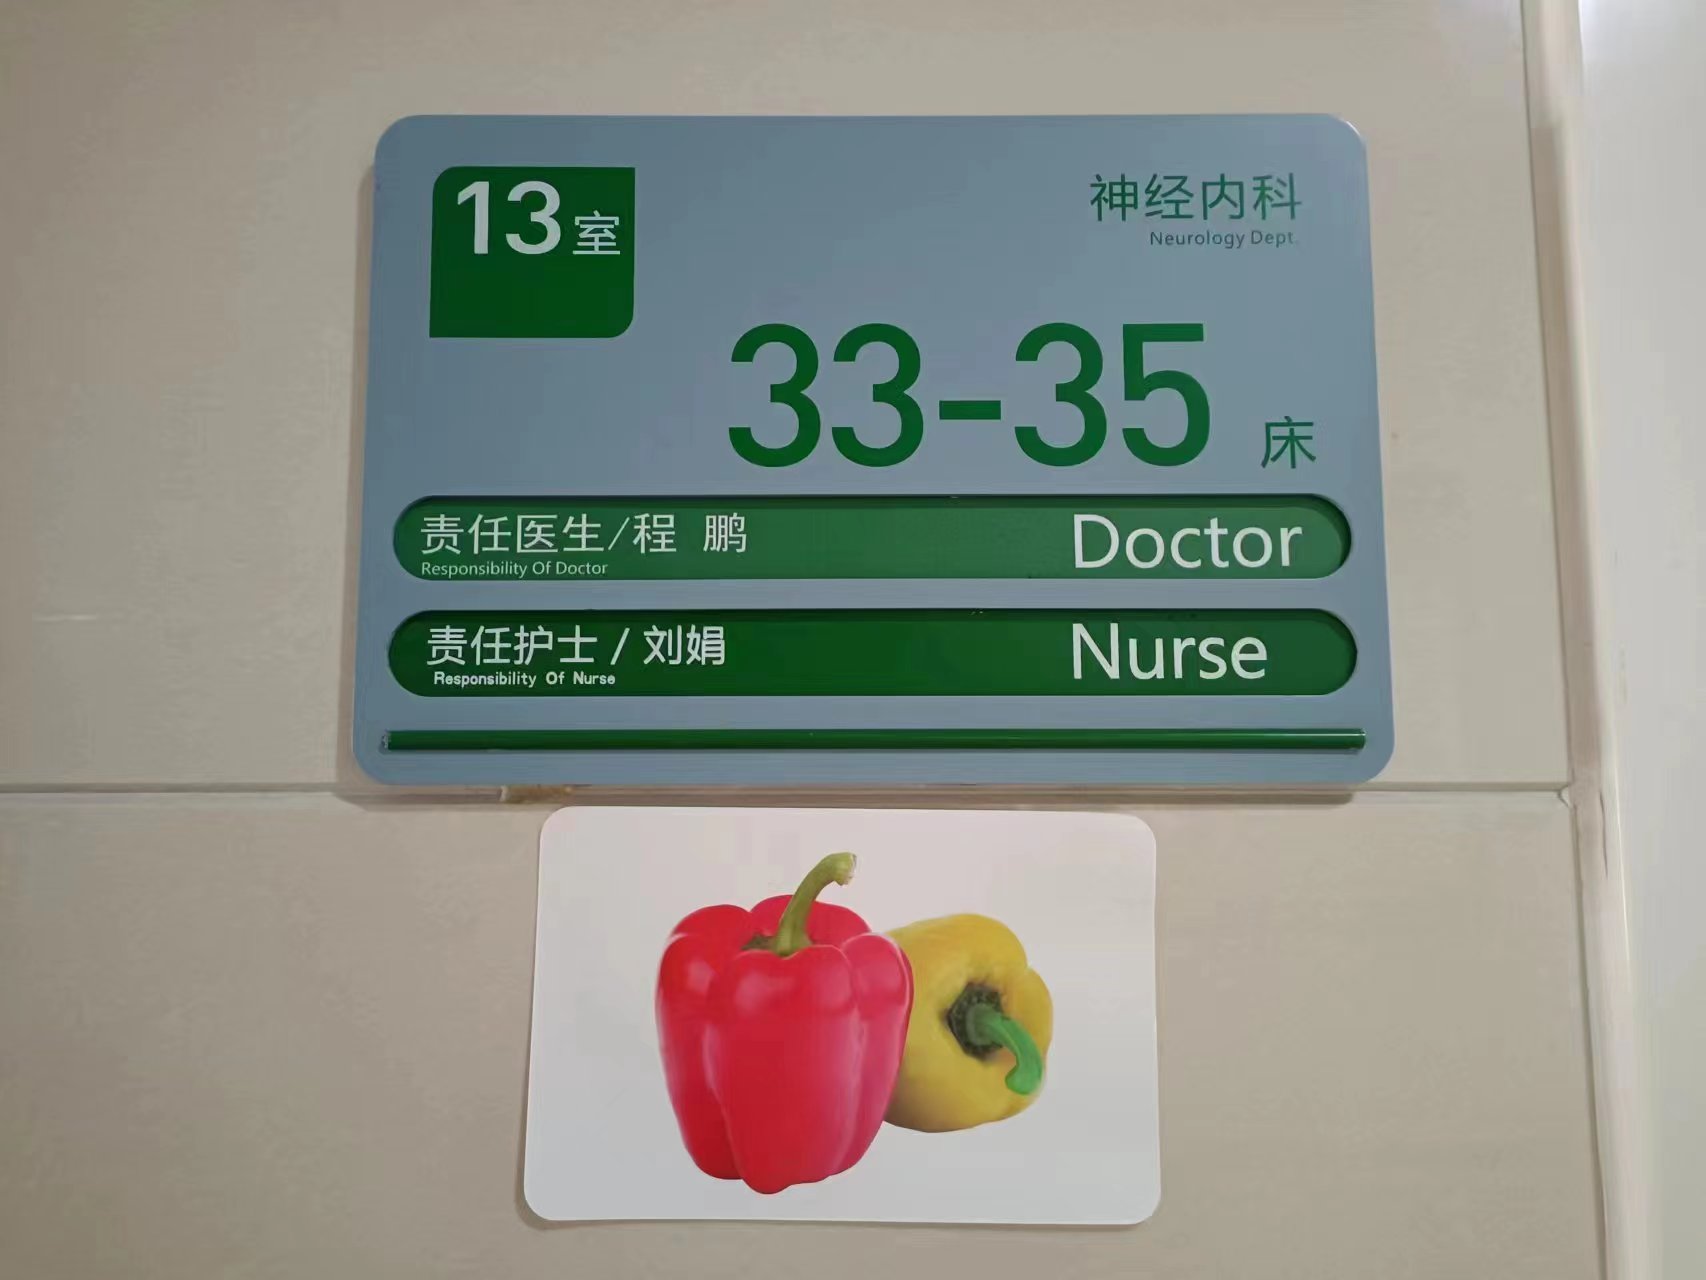 13室
神经内科
Neurology Dept.
33-35 床
责任医生/程 鹏 Doctor
Responsibility Of Doctor
责任护士 / 刘娟 Nurse
Responsibility Of Nurse